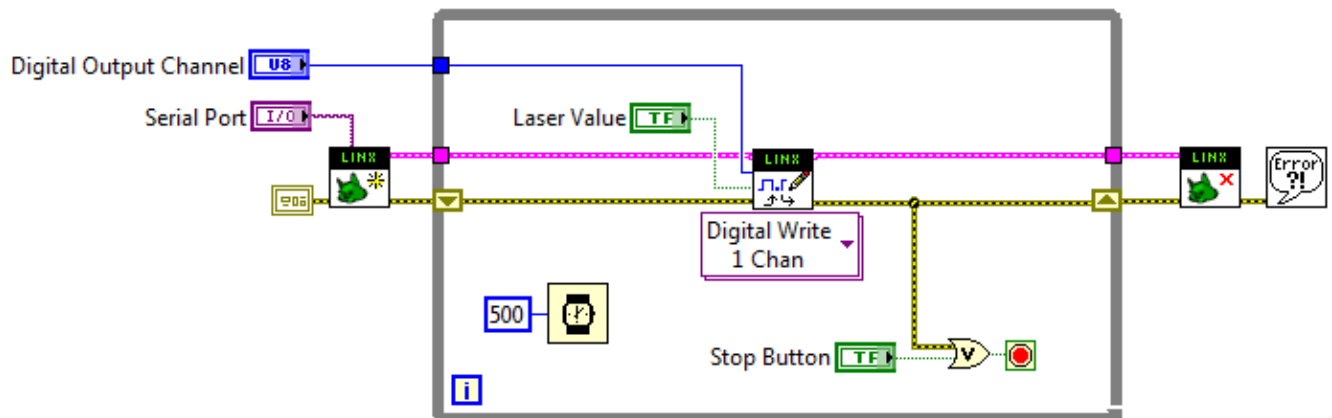 Digital Output Channel U8
Serial Port I/O
Laser Value TF
LINX
LINX
LINX
Error
?!
Digital Write
1 Chan
500
Stop Button TF
V
i